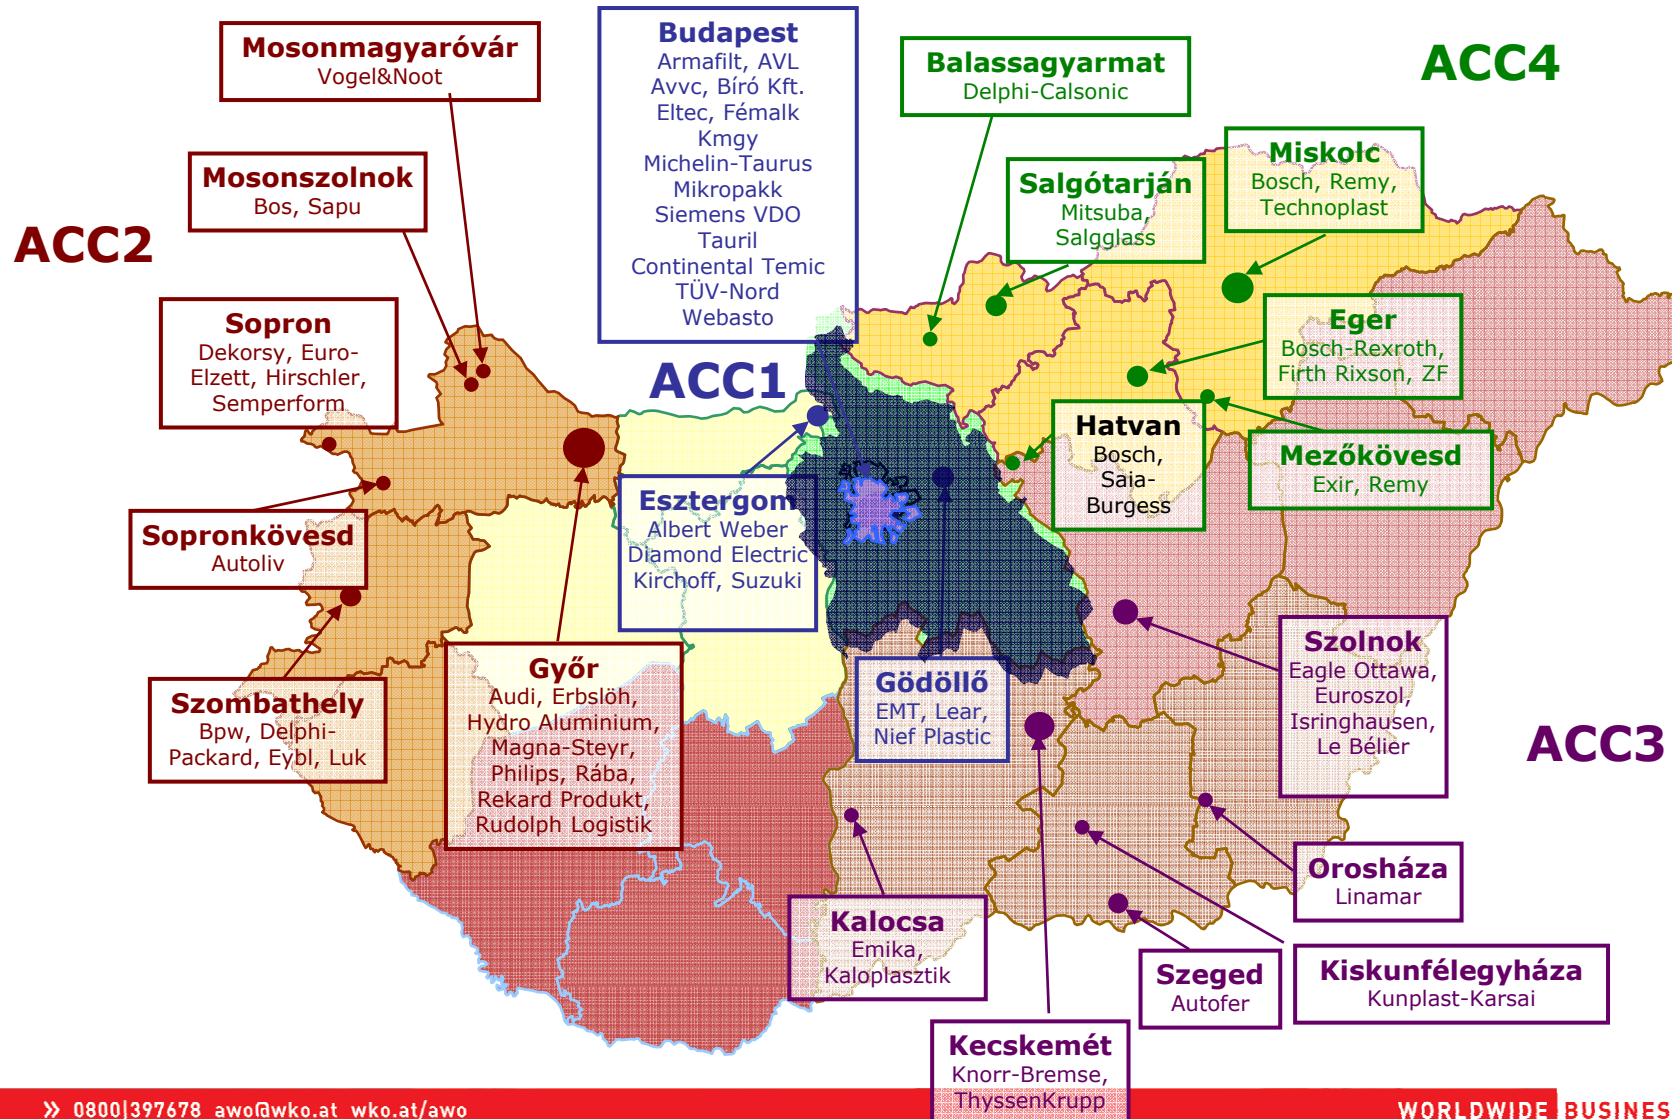 Mosonmagyaróvár
Vogel&Noot
Budapest
Armafilt, AVL
Avvc, Bíró Kft.
Eltec, Fémalk
Kmgy
Michelin-Taurus
Mikropakk
Siemens VDO
Tauril
Continental Temic
TÜV-Nord
Webasto
Balassagyarmat
Delphi-Calsonic
ACC4
Mosonszolnok
Bos, Sapu
Salgótarján
Mitsuba,
Salgglass
Miskolc
Bosch, Remy,
Technoplast
ACC2
Sopron
Dekorsy, Euro-
Elzett, Hirschler,
Semperform
ACC1
Eger
Bosch-Rexroth,
Firth Rixson, ZF
Hatvan
Bosch,
Saia-
Burgess
Mezőkövesd
Exir, Remy
Sopronkövesd
Autoliv
Esztergom
Albert Weber
Diamond Electric
Kirchoff, Suzuki
Szombathely
Bpw, Delphi-
Packard, Eybl, Luk
Győr
Audi, Erbslöh,
Hydro Aluminium,
Magna-Steyr,
Philips, Rába,
Rekard Produkt,
Rudolph Logistik
Gödöllő
EMT, Lear,
Nief Plastic
Szolnok
Eagle Ottawa,
Euroszol,
Isringhausen,
Le Bélier
ACC3
Orosháza
Linamar
Kalocsa
Emika,
Kaloplasztik
Szeged
Autofer
Kiskunfélegyháza
Kunplast-Karsai
Kecskemét
Knorr-Bremse,
ThyssenKrupp
» 0800|397678 awo@wko.at wko.at/awo
WORLDWIDE BUSINES